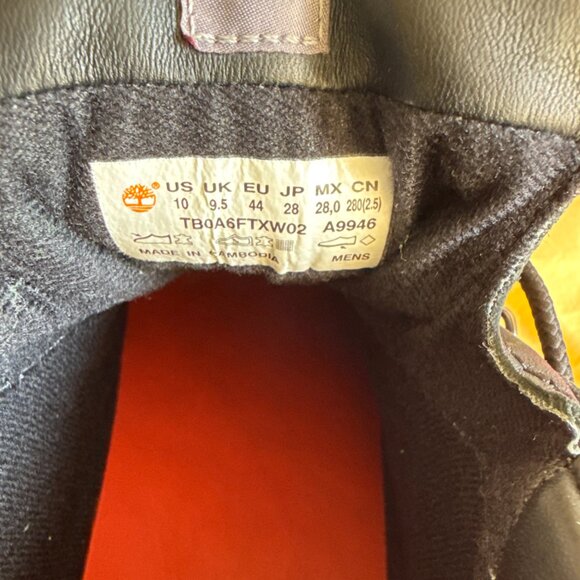 ® US UK EU JP MX CN
10 9.5 44 28 28,0 280(2.5)
TB0A6FTXW02 A9946
MADE IN CAMBODIA MENS